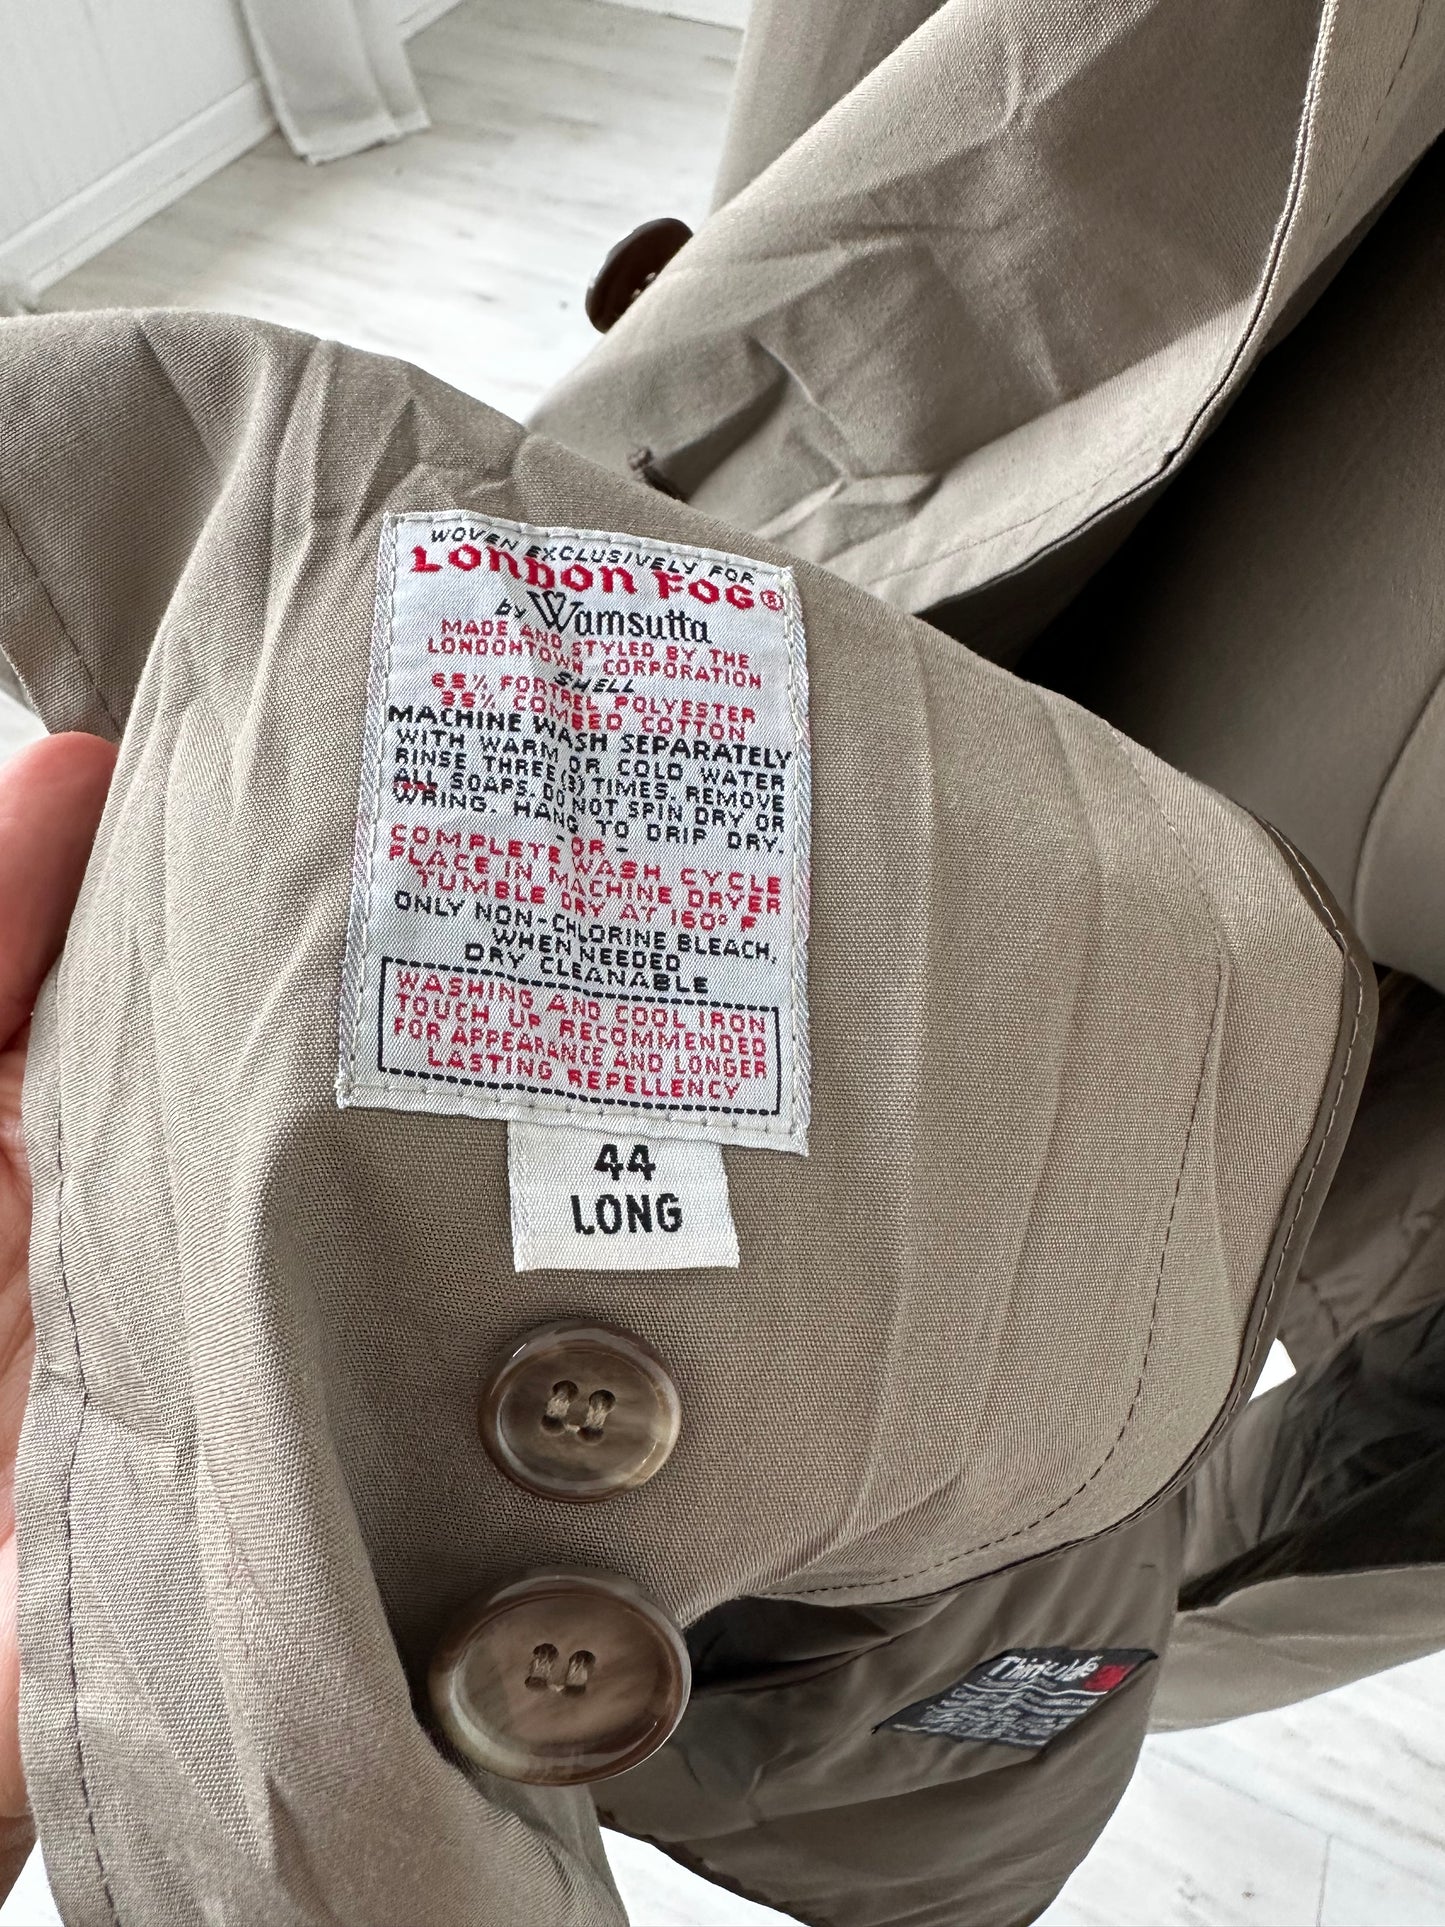 WOVEN EXCLUSIVELY FOR
LONDON FOG®
by Wamsutta
MADE AND STYLED BY THE
LONDONTOWN CORPORATION
SHELL
65% FORTREL POLYESTER
35% COMBED COTTON
MACHINE WASH SEPARATELY
WITH WARM OR COLD WATER
RINSE THREE (3) TIMES. REMOVE
ALL SOAPS. DO NOT SPIN DRY OR
WRING. HANG TO DRIP DRY.
- OR -
COMPLETE WASH CYCLE
PLACE IN MACHINE DRYER
TUMBLE DRY AT 160° F
ONLY NON-CHLORINE BLEACH,
WHEN NEEDED
DRY CLEANABLE
WASHING AND COOL IRON
TOUCH UP RECOMMENDED
FOR APPEARANCE AND LONGER
LASTING REPELLENCY
44
LONG